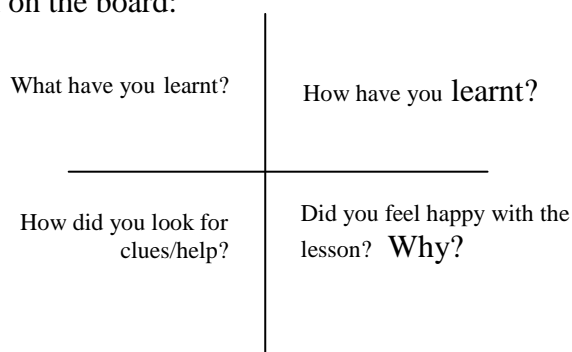 on the board:
What have you learnt?
How have you learnt?
How did you look for
clues/help?
Did you feel happy with the
lesson? Why?